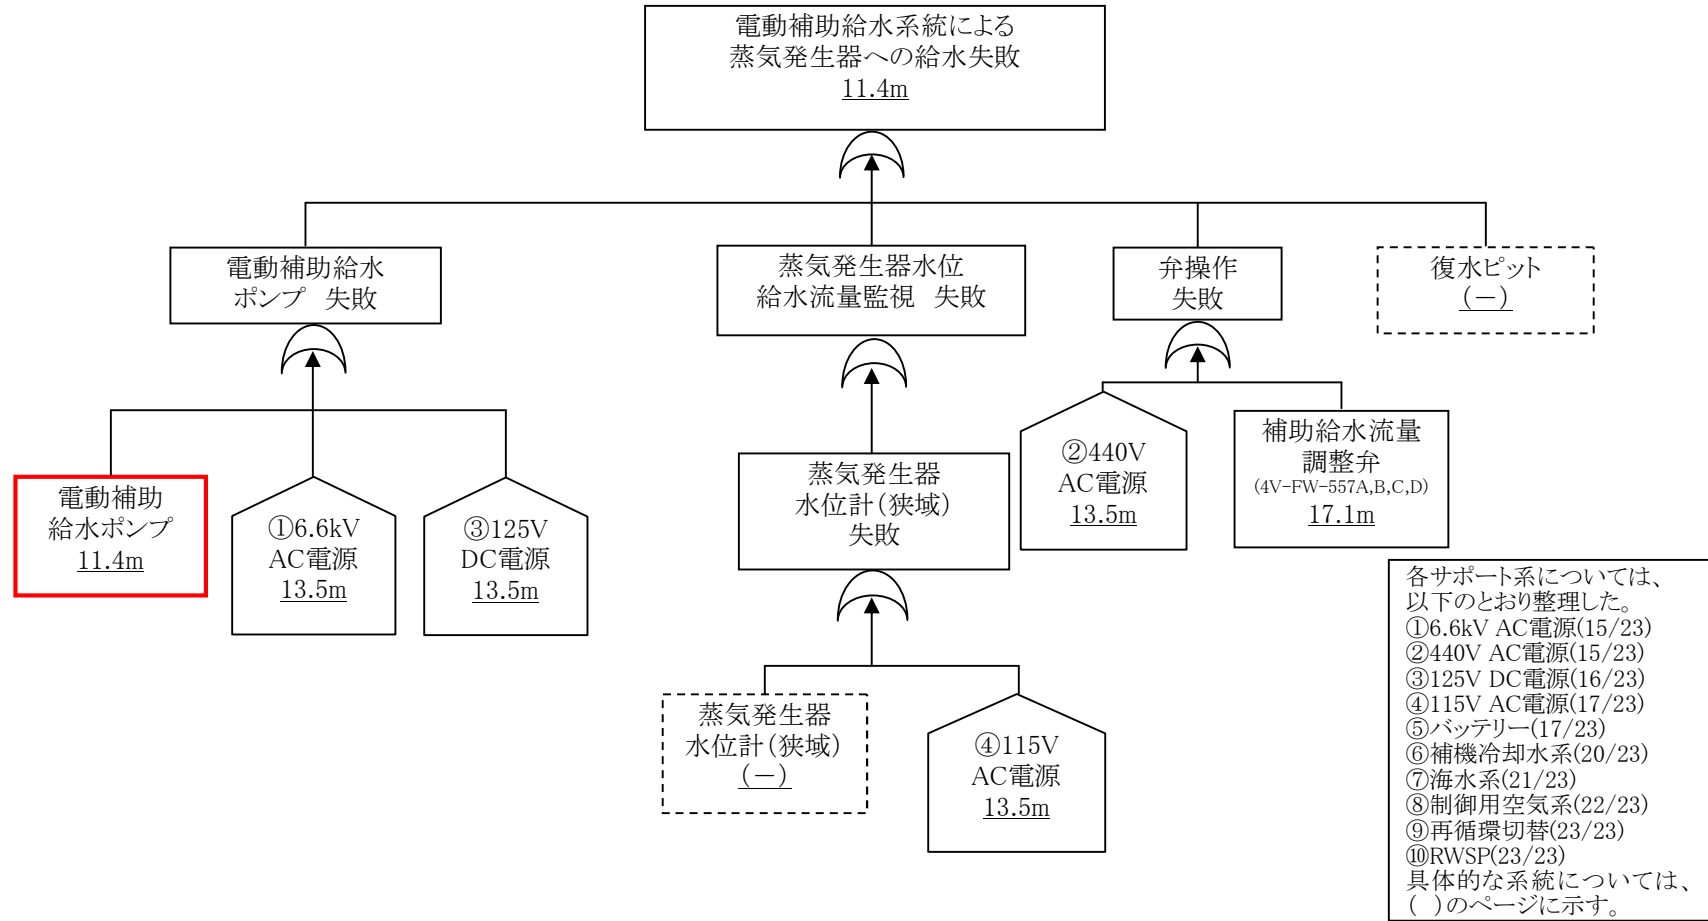 電動補助給水系統による
蒸気発生器への給水失敗
11.4m
電動補助給水
ポンプ 失敗
蒸気発生器水位
給水流量監視 失敗
弁操作
失敗
復水ピット
(－)
電動補助
給水ポンプ
11.4m
①6.6kV
AC電源
13.5m
③125V
DC電源
13.5m
蒸気発生器
水位計(狭域)
失敗
②440V
AC電源
13.5m
補助給水流量
調整弁
(4V-FW-557A,B,C,D)
17.1m
蒸気発生器
水位計(狭域)
(－)
④115V
AC電源
13.5m
各サポート系については、
以下のとおり整理した。
①6.6kV AC電源(15/23)
②440V AC電源(15/23)
③125V DC電源(16/23)
④115V AC電源(17/23)
⑤バッテリー(17/23)
⑥補機冷却水系(20/23)
⑦海水系(21/23)
⑧制御用空気系(22/23)
⑨再循環切替(23/23)
⑩RWSP(23/23)
具体的な系統については、
( )のページに示す。